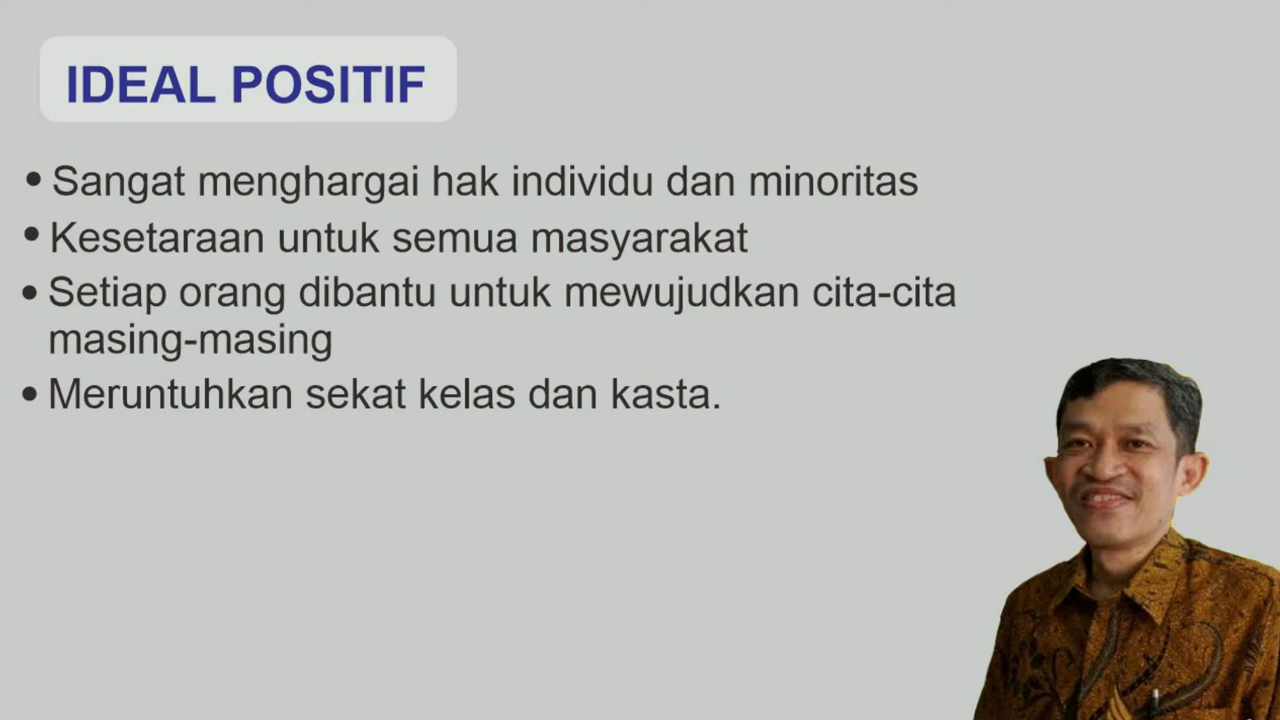 IDEAL POSITIF
• Sangat menghargai hak individu dan minoritas
• Kesetaraan untuk semua masyarakat
• Setiap orang dibantu untuk mewujudkan cita-cita
masing-masing
• Meruntuhkan sekat kelas dan kasta.